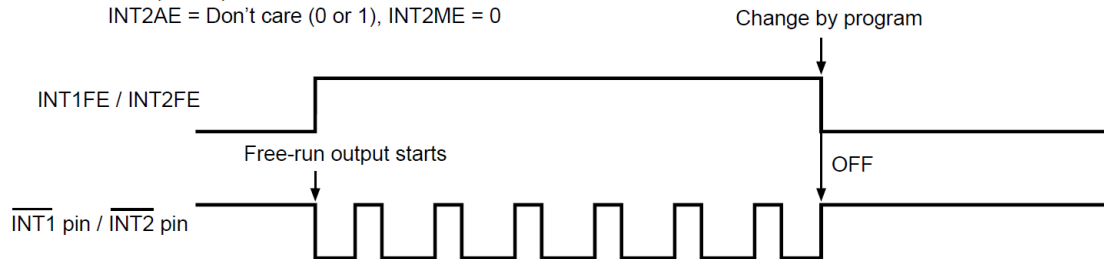 INT2AE = Don't care (0 or 1), INT2ME = 0
Change by program
INT1FE / INT2FE
Free-run output starts
OFF
INT1 pin / INT2 pin